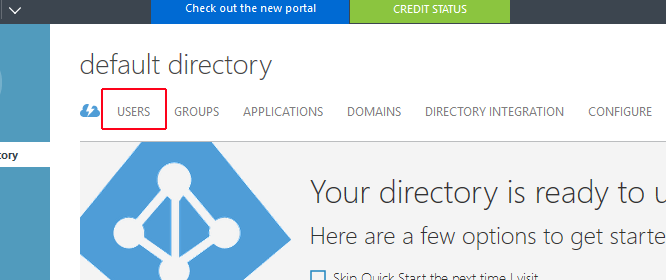 Check out the new portal
CREDIT STATUS
default directory
USERS GROUPS APPLICATIONS DOMAINS DIRECTORY INTEGRATION CONFIGURE
Your directory is ready to u
Here are a few options to get starte
Skip Quick Start the next time I visit